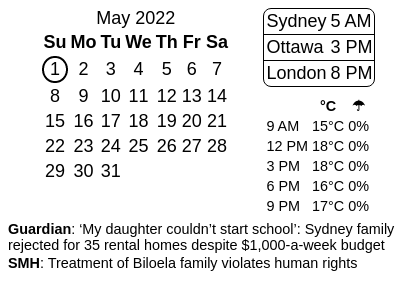 May 2022
Su Mo Tu We Th Fr Sa
1 2 3 4 5 6 7
8 9 10 11 12 13 14
15 16 17 18 19 20 21
22 23 24 25 26 27 28
29 30 31
Sydney 5 AM
Ottawa 3 PM
London 8 PM
°C ☂
9 AM 15°C 0%
12 PM 18°C 0%
3 PM 18°C 0%
6 PM 16°C 0%
9 PM 17°C 0%
Guardian: ‘My daughter couldn’t start school’: Sydney family
rejected for 35 rental homes despite $1,000-a-week budget
SMH: Treatment of Biloela family violates human rights